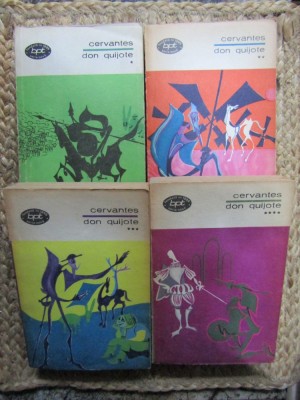 bpt
cervantes
don quijote
*
bpt
cervantes
don quijote
**
bpt
cervantes
don quijote
***
bpt
cervantes
don quijote
****